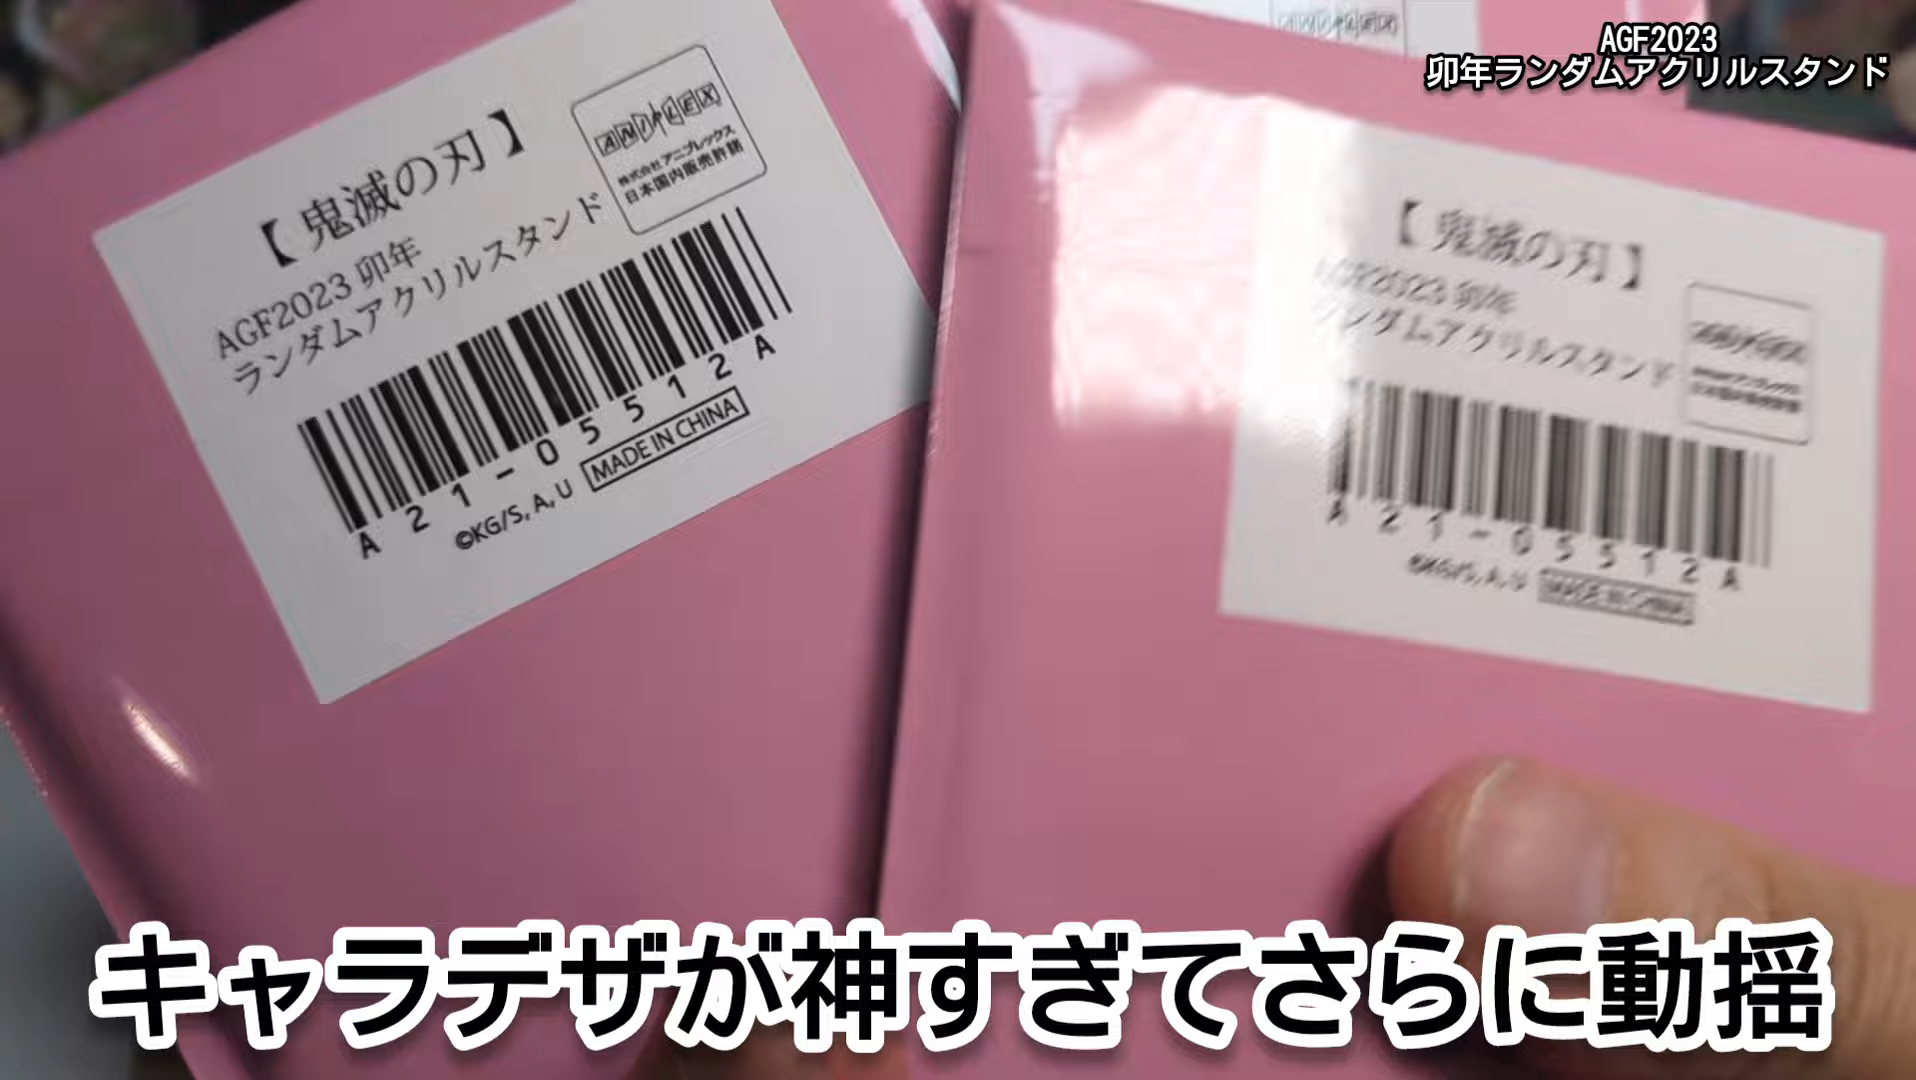 AGF2023
卯年ランダムアクリルスタンド
【鬼滅の刃】
AGF2023 卯年
ランダムアクリルスタンド
ANIPLEX
株式会社アニプレックス
日本国内販売許諾
A21-05512A
©KG/S, A, U MADE IN CHINA
【鬼滅の刃】
AGF2023 卯年
ランダムアクリルスタンド
A21-05512A
©KG/S, A, U MADE IN CHINA
キャラデザが神すぎてさらに動揺